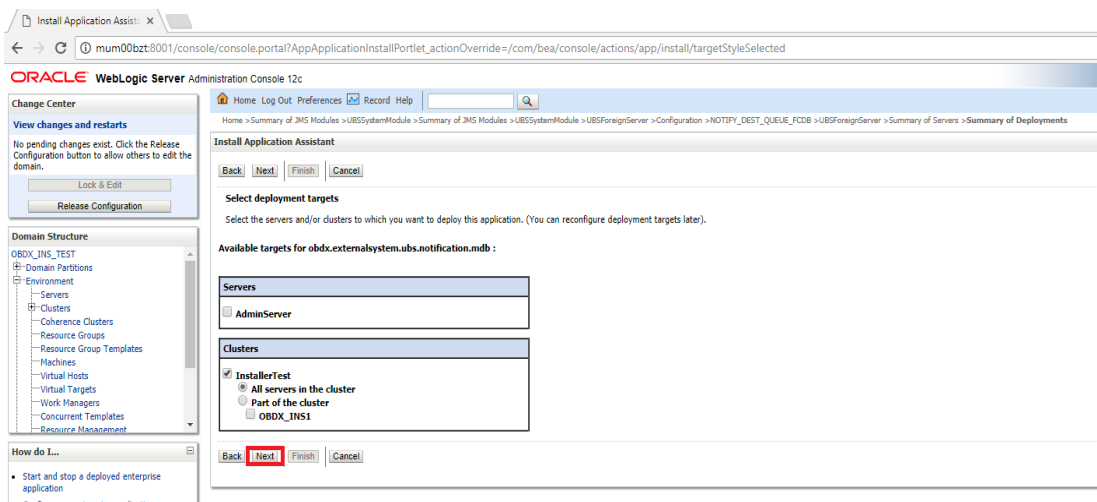 Install Application Assista
mum00bzt:8001/console/console.portal?AppApplicationInstallPortlet_actionOverride=/com/bea/console/actions/app/install/targetStyleSelected
ORACLE WebLogic Server Administration Console 12c
Change Center
View changes and restarts
No pending changes exist. Click the Release
Configuration button to allow others to edit the
domain.
Lock & Edit
Release Configuration
Domain Structure
OBDX_INS_TEST
Domain Partitions
Environment
Servers
Clusters
Coherence Clusters
Resource Groups
Resource Group Templates
Machines
Virtual Hosts
Virtual Targets
Work Managers
Concurrent Templates
Resource Management
How do I...
Start and stop a deployed enterprise
application
Home Log Out Preferences Record Help
Home >Summary of JMS Modules >UBSSystemModule >Summary of JMS Modules >UBSSystemModule >UBSForeignServer >Configuration >NOTIFY_DEST_QUEUE_FCDB >UBSForeignServer >Summary of Servers >Summary of Deployments
Install Application Assistant
Back Next Finish Cancel
Select deployment targets
Select the servers and/or clusters to which you want to deploy this application. (You can reconfigure deployment targets later).
Available targets for obdx.externalsystem.ubs.notification.mdb :
Servers
AdminServer
Clusters
InstallerTest
All servers in the cluster
Part of the cluster
OBDX_INS1
Back Next Finish Cancel